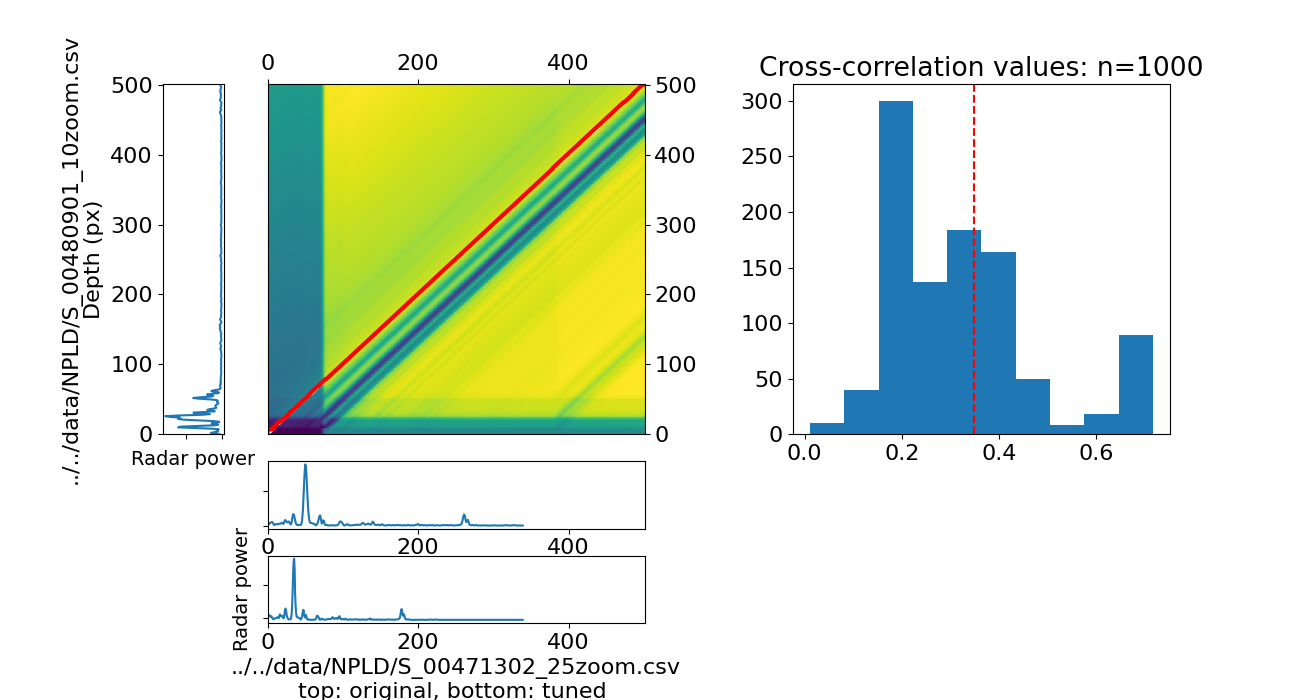 0 200 400
Cross-correlation values: n=1000
../../data/NPLD/S_00480901_10zoom.csv
Depth (px)
500
400
300
200
100
0
Radar power
500
400
300
200
100
0
300
250
200
150
100
50
0
0.0 0.2 0.4 0.6
0 200 400
Radar power
0 200 400
../../data/NPLD/S_00471302_25zoom.csv
top: original, bottom: tuned